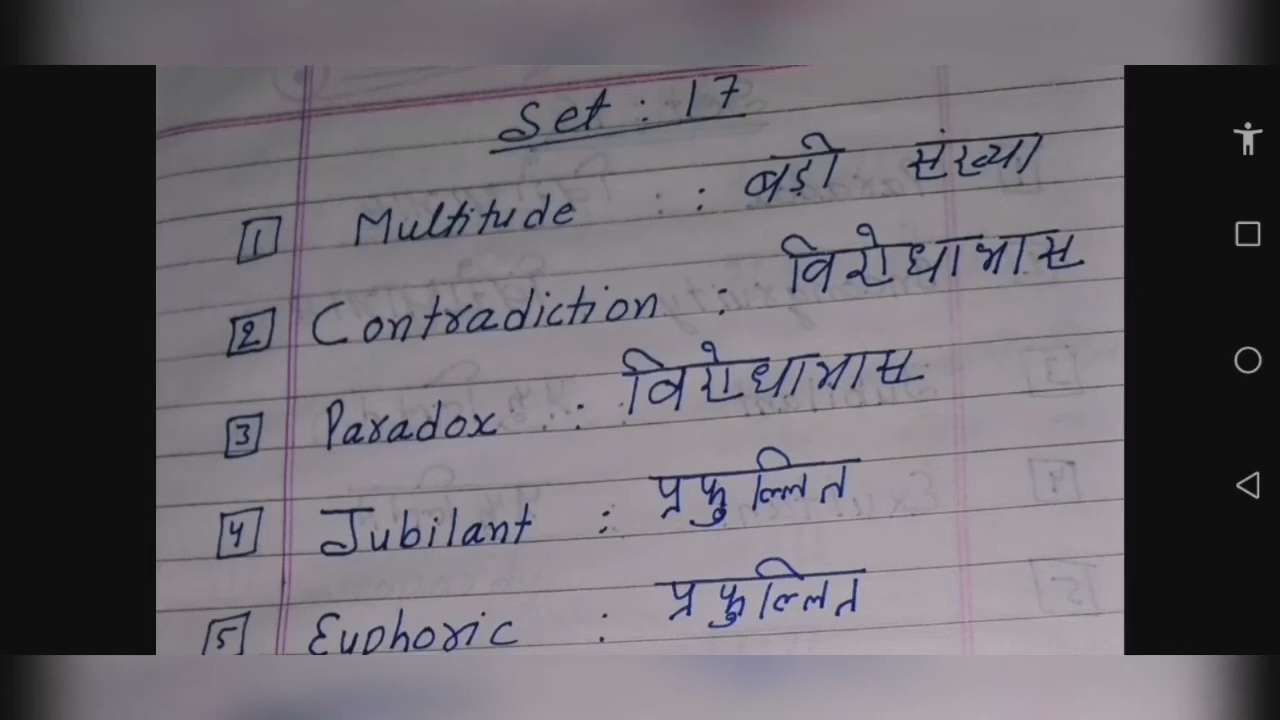 Set : 17
1 Multitude : : बड़ी संख्या
2 Contradiction : विरोधाभास
3 Paradox : विरोधाभास
4 Jubilant : प्रफुल्लित
5 Euphoric : प्रफुल्लित